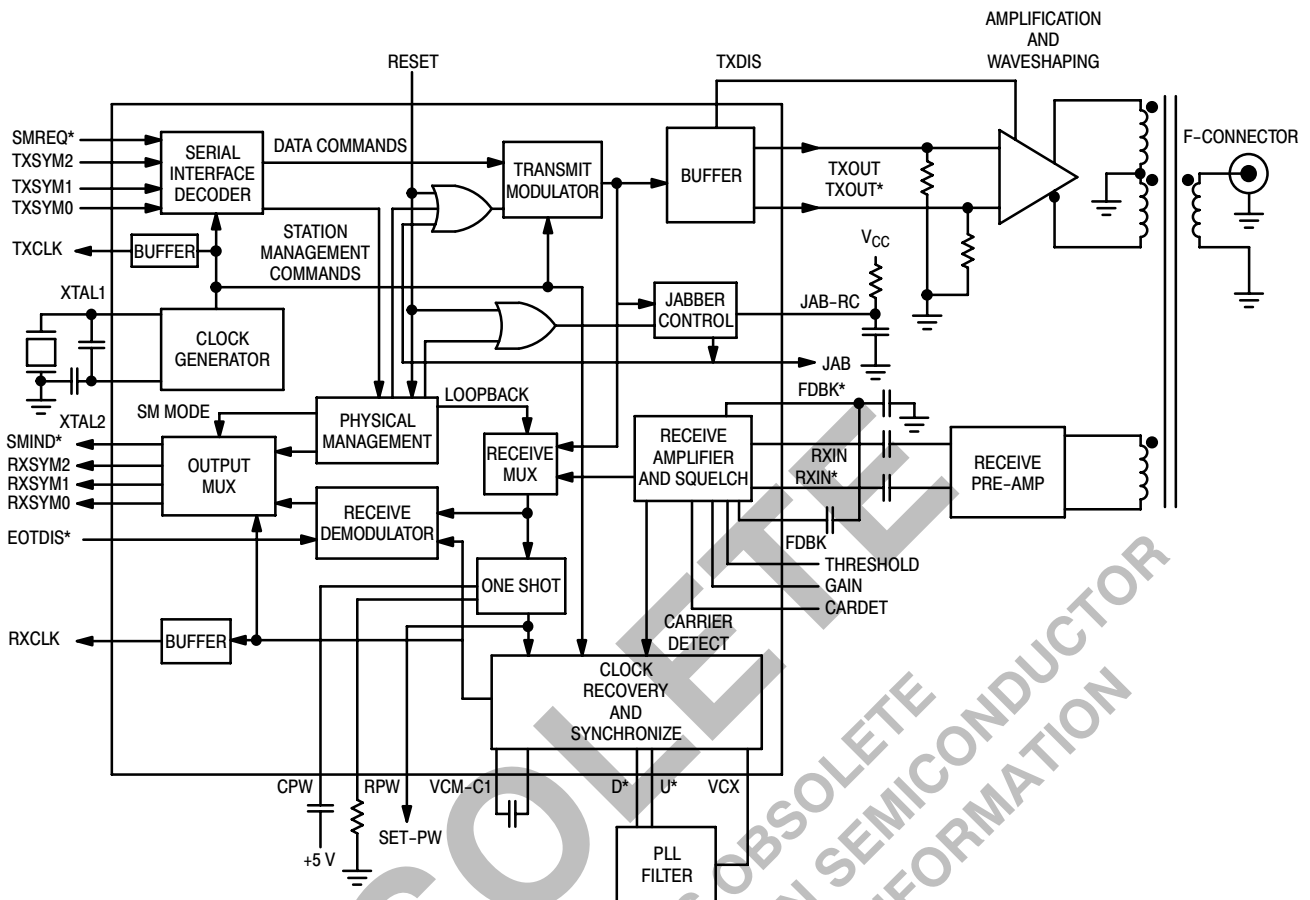 AMPLIFICATION
AND
WAVESHAPING
RESET
TXDIS
F-CONNECTOR
SMREQ*
TXSYM2
TXSYM1
TXSYM0
SERIAL
INTERFACE
DECODER
DATA COMMANDS
TRANSMIT
MODULATOR
BUFFER
TXOUT
TXOUT*
STATION
MANAGEMENT
COMMANDS
TXCLK
BUFFER
VCC
XTAL1
CLOCK
GENERATOR
JABBER
CONTROL
JAB-RC
JAB
XTAL2
SM MODE
PHYSICAL
MANAGEMENT
LOOPBACK
FDBK*
SMIND*
RXSYM2
RXSYM1
RXSYM0
OUTPUT
MUX
RECEIVE
MUX
RECEIVE
AMPLIFIER
AND SQUELCH
RXIN
RXIN*
RECEIVE
PRE-AMP
EOTDIS*
RECEIVE
DEMODULATOR
FDBK
THRESHOLD
GAIN
CARDET
ONE SHOT
CARRIER
DETECT
RXCLK
BUFFER
CLOCK
RECOVERY
AND
SYNCHRONIZE
CPW
RPW
VCM-C1
D*
U*
VCX
SET-PW
+5 V
PLL
FILTER
OLETE
OBSOLETE
N SEMICONDUCTOR
FORMATION